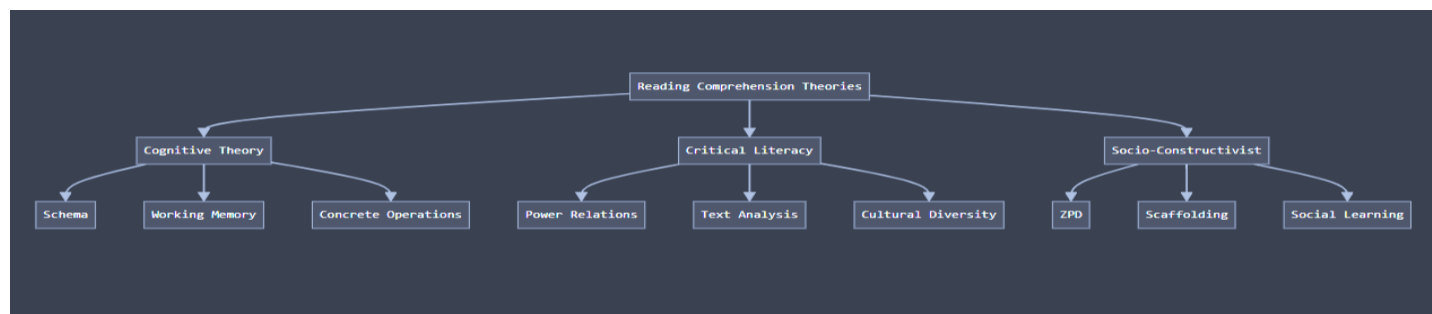 Reading Comprehension Theories
Cognitive Theory
Critical Literacy
Socio-Constructivist
Schema
Working Memory
Concrete Operations
Power Relations
Text Analysis
Cultural Diversity
ZPD
Scaffolding
Social Learning